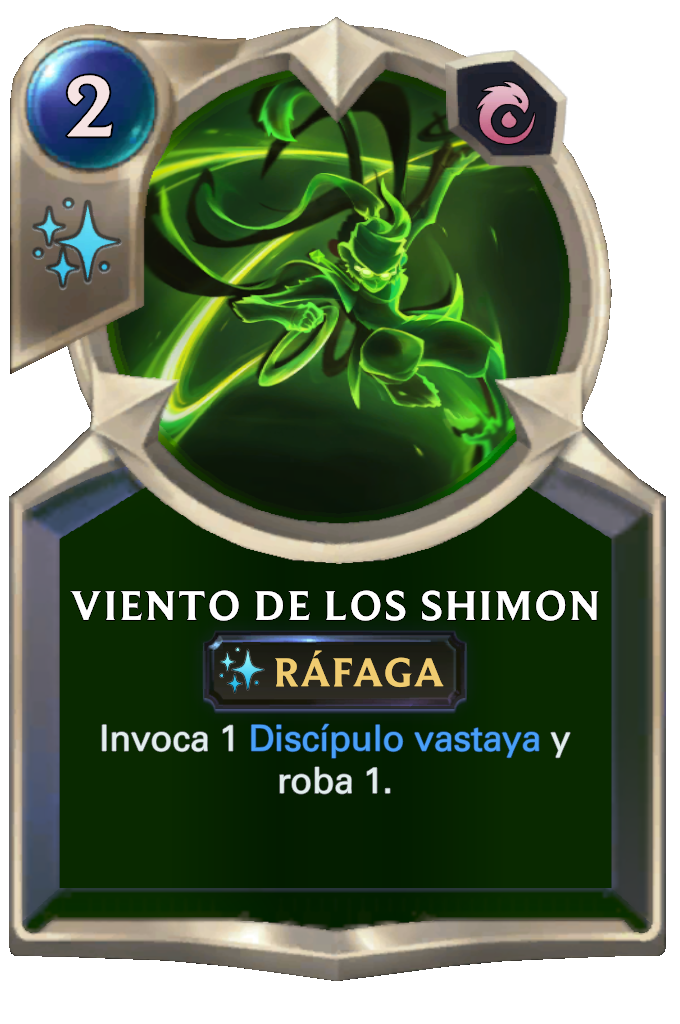 2
VIENTO DE LOS SHIMON
RÁFAGA
Invoca 1 Discípulo vastaya y
roba 1.